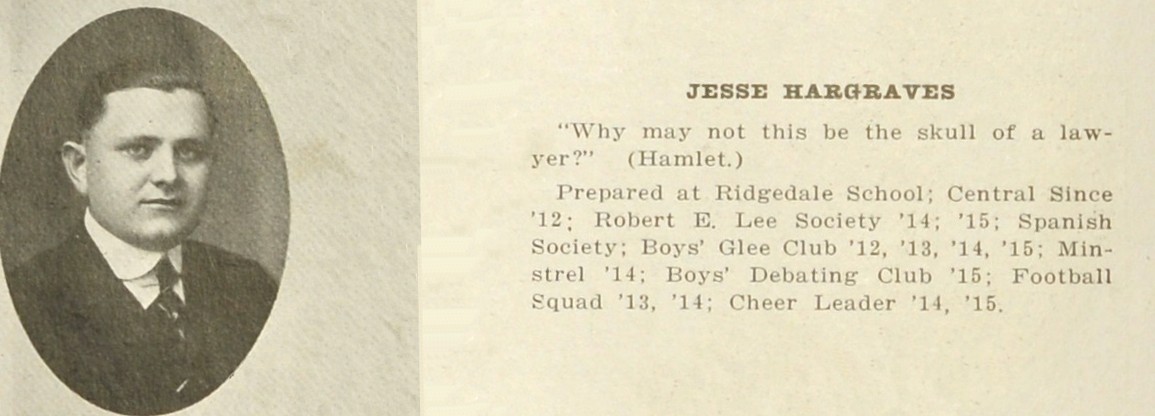 JESSE HARGRAVES
"Why may not this be the skull of a law-
yer?" (Hamlet.)
Prepared at Ridgedale School; Central Since
'12; Robert E. Lee Society '14; '15; Spanish
Society; Boys' Glee Club '12, '13, '14, '15; Min-
strel '14; Boys' Debating Club '15; Football
Squad '13, '14; Cheer Leader '14, '15.